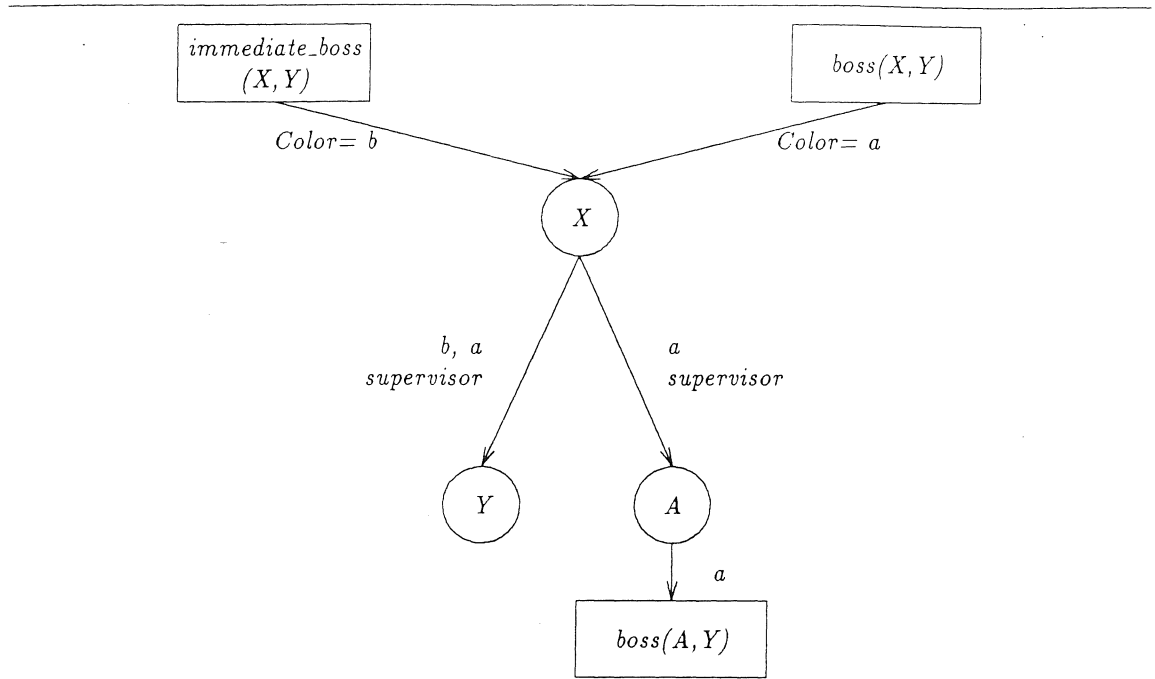 immediate_boss
(X, Y)
boss(X, Y)
Color= b
Color= a
X
b, a
supervisor
a
supervisor
Y
A
a
boss(A, Y)